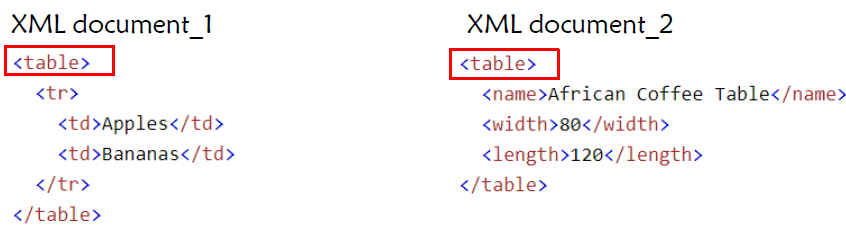 XML document_1
<table>
<tr>
<td>Apples</td>
<td>Bananas</td>
</tr>
</table>
XML document_2
<table>
<name>African Coffee Table</name>
<width>80</width>
<length>120</length>
</table>